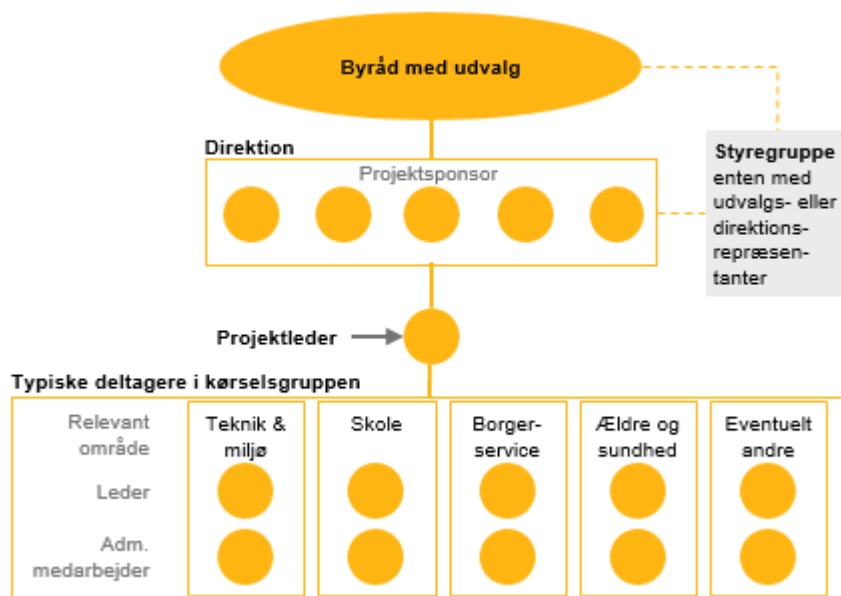 Byråd med udvalg
Direktion
Projektsponsor
Styregruppe
enten med
udvalgs- eller
direktions-
repræsen-
tanter
Projektleder
Typiske deltagere i kørselsgruppen
Relevant
område
Teknik &
miljø
Skole
Borger-
service
Ældre og
sundhed
Eventuelt
andre
Leder
Adm.
medarbejder